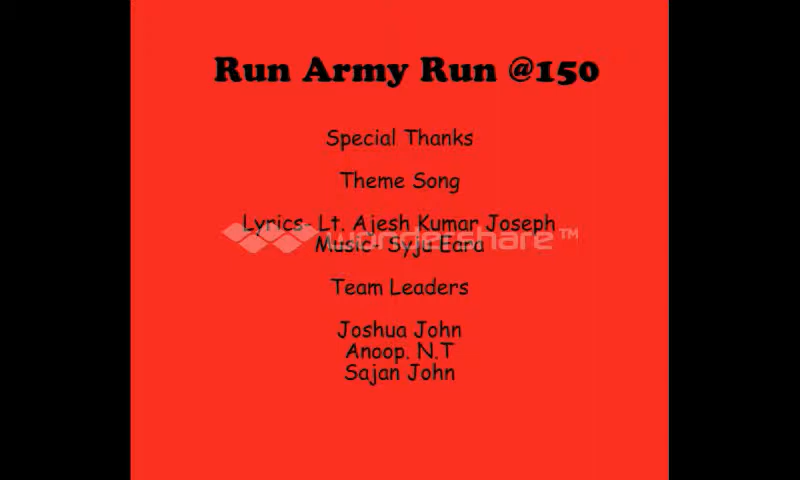 Run Army Run @150
Special Thanks
Theme Song
Lyrics- Lt. Ajesh Kumar Joseph
wondershare™
Music- Syju Eara
Team Leaders
Joshua John
Anoop. N.T
Sajan John